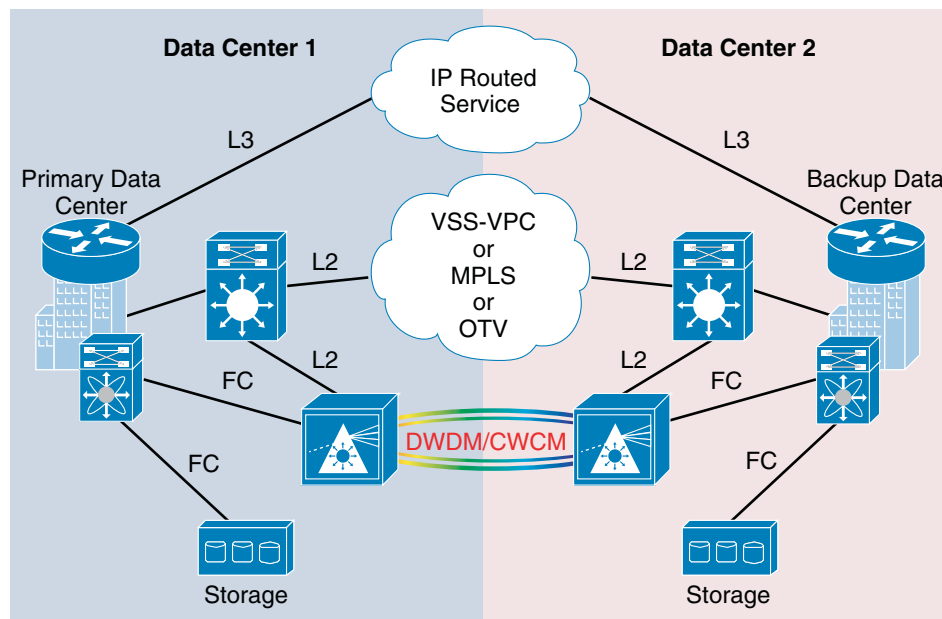 Data Center 1
Data Center 2
IP Routed
Service
L3
L3
Primary Data
Center
Backup Data
Center
VSS-VPC
or
MPLS
or
OTV
L2
L2
L2
L2
FC
FC
DWDM/CWCM
FC
FC
Storage
Storage